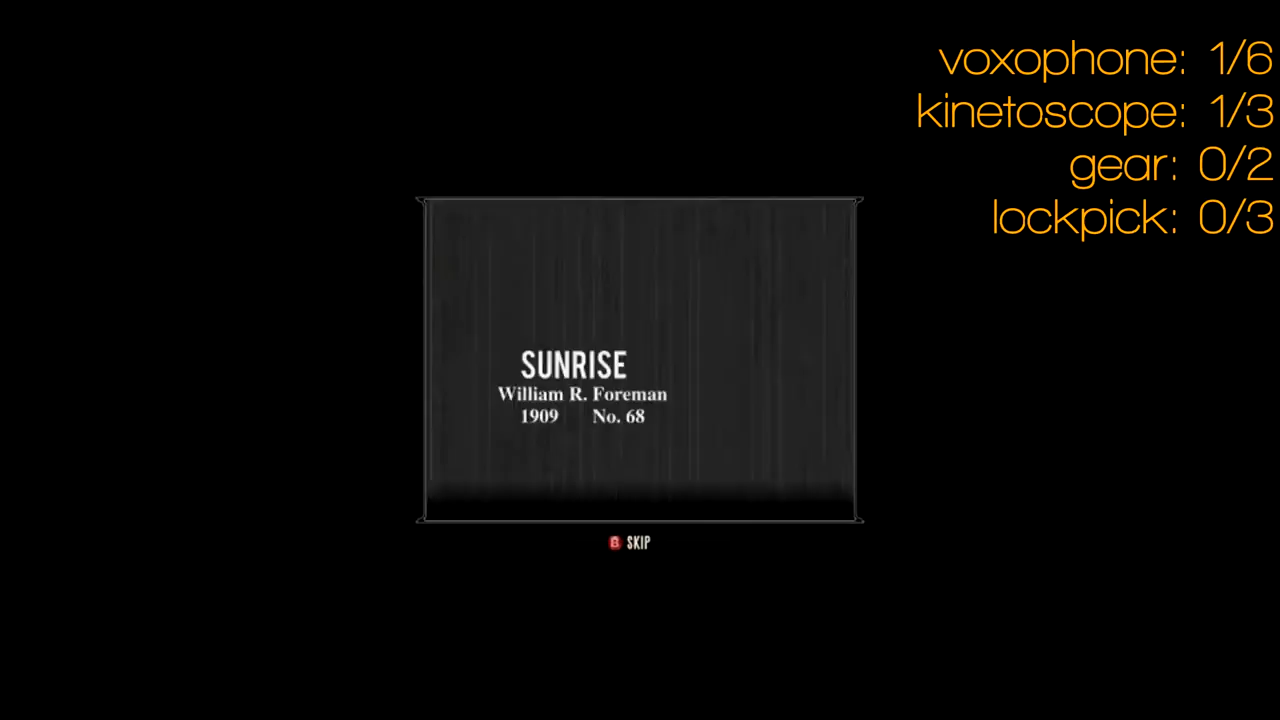 voxophone: 1/6
kinetoscope: 1/3
gear: 0/2
lockpick: 0/3
SUNRISE
William R. Foreman
1909 No. 68
B SKIP